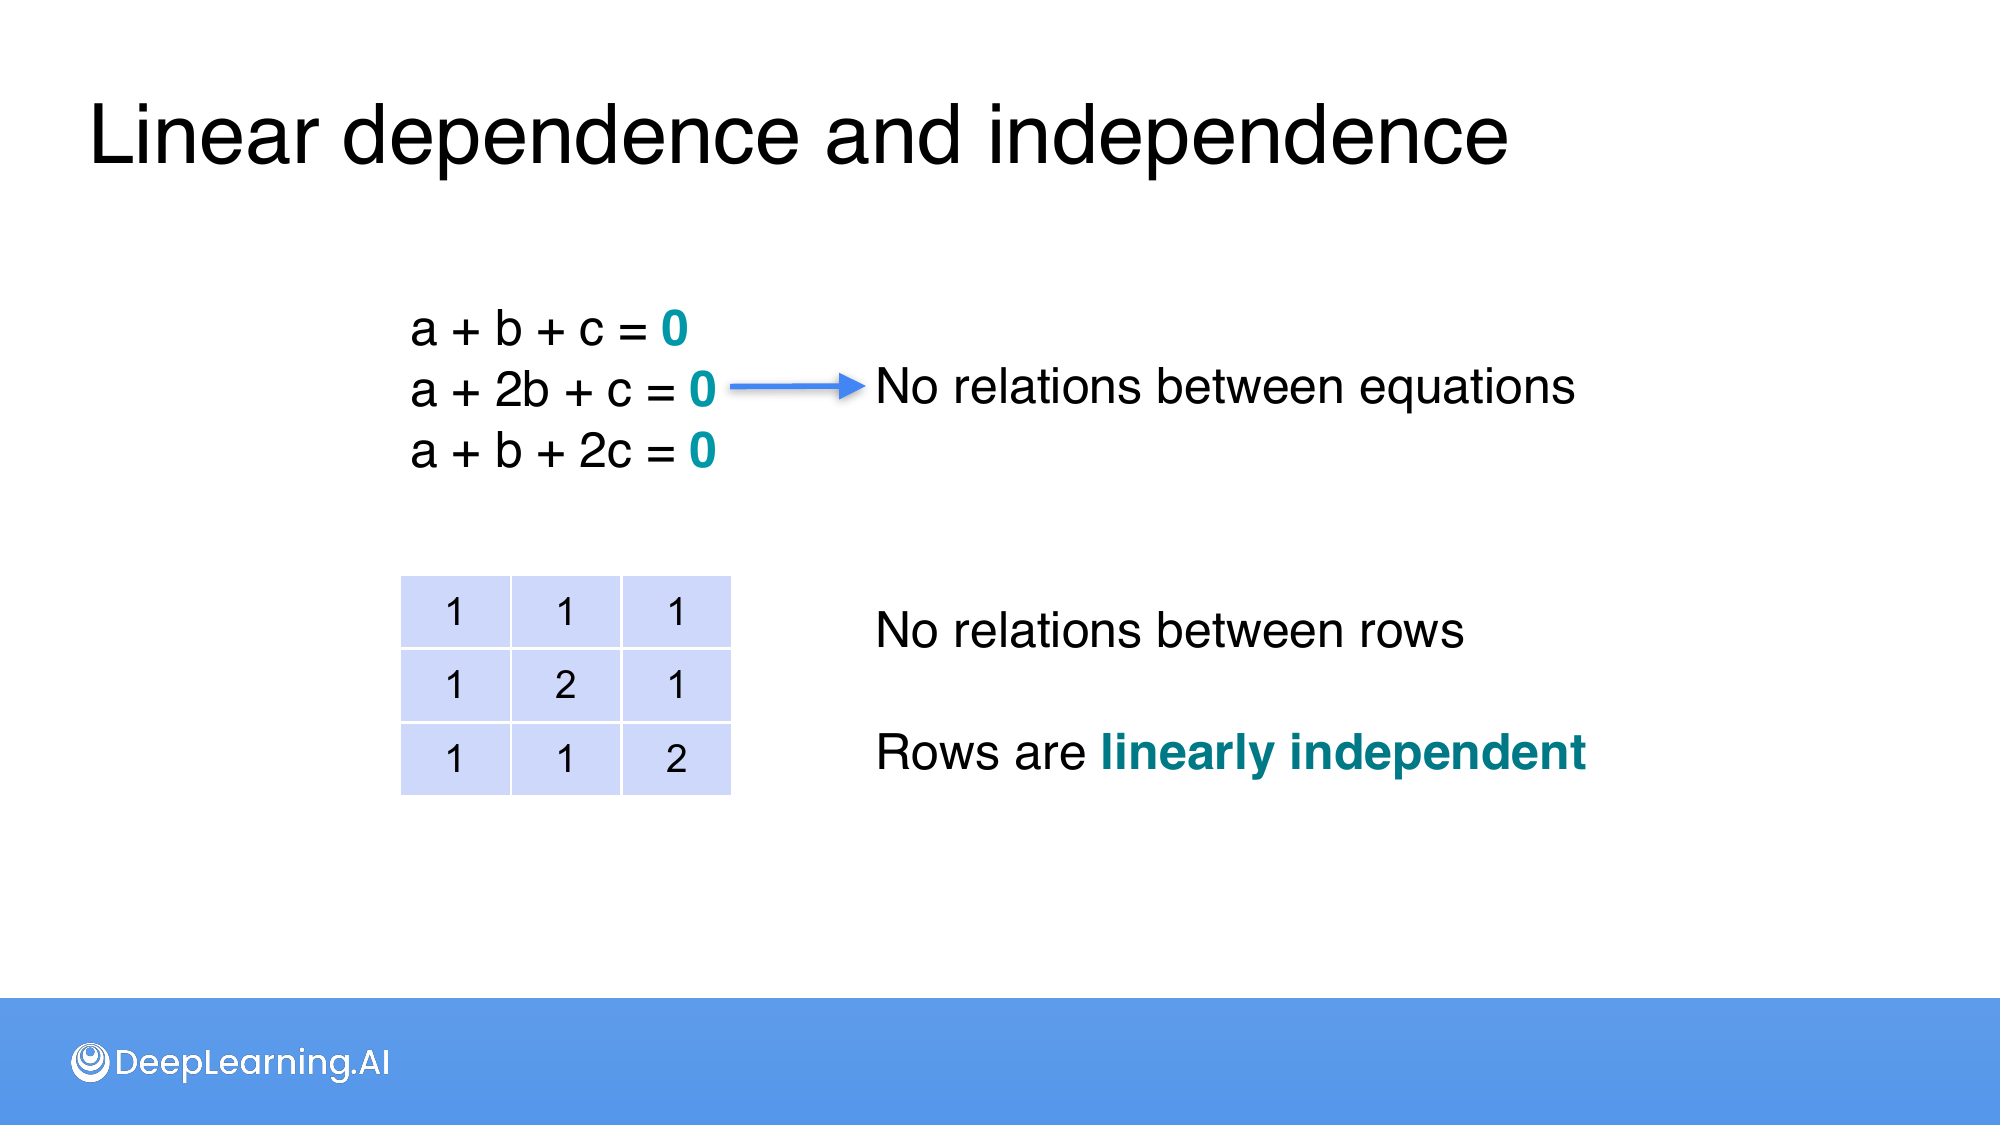 Linear dependence and independence
a + b + c = 0
a + 2b + c = 0
a + b + 2c = 0
No relations between equations
1 1 1
1 2 1
1 1 2
No relations between rows
Rows are linearly independent
DeepLearning.AI